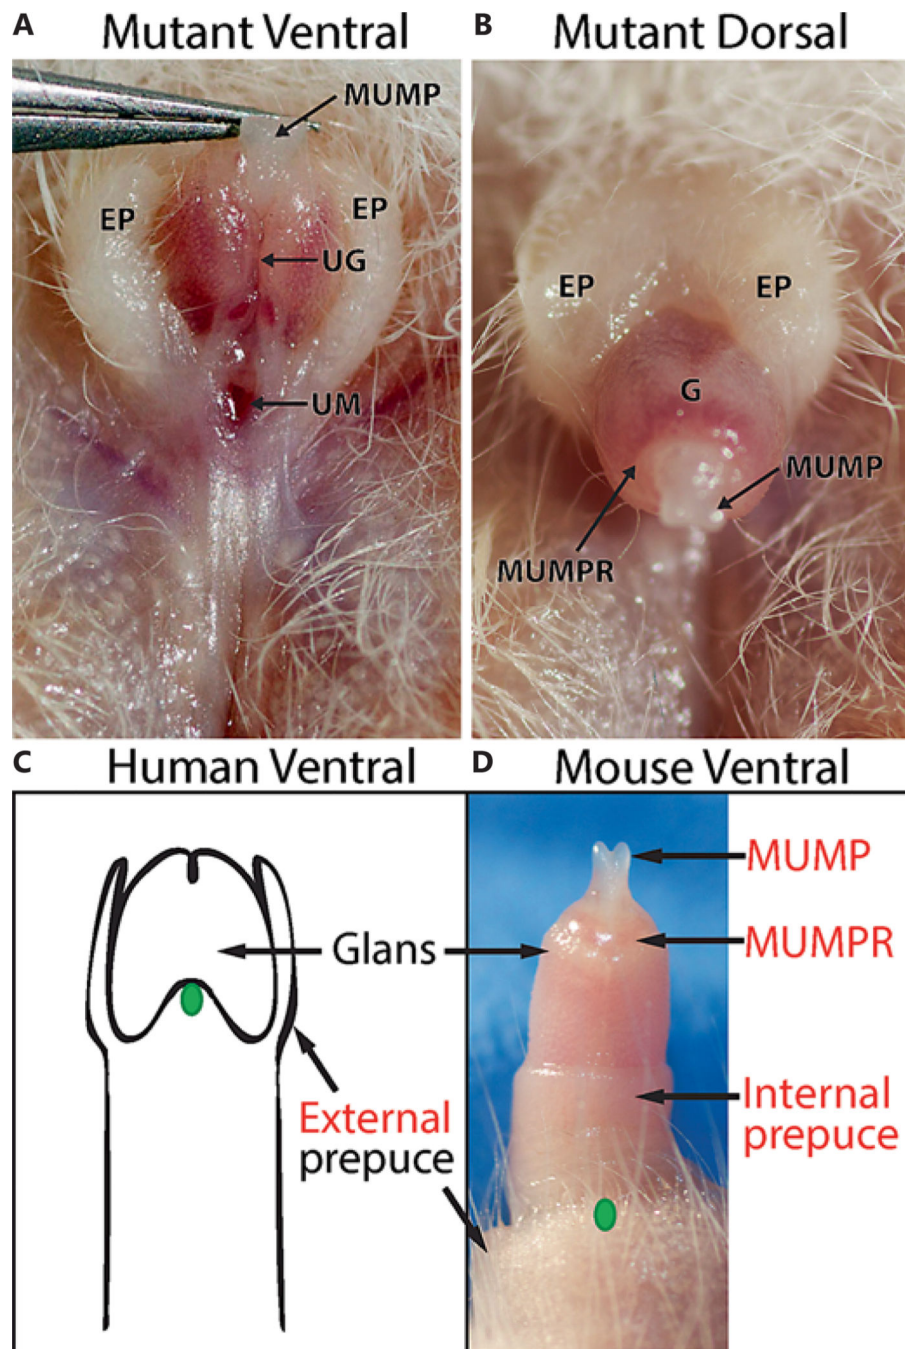 A Mutant Ventral
B Mutant Dorsal
MUMP
EP
EP
UG
UM
EP
EP
G
MUMP
MUMPR
C Human Ventral
D Mouse Ventral
MUMP
Glans
MUMPR
External
prepuce
Internal
prepuce